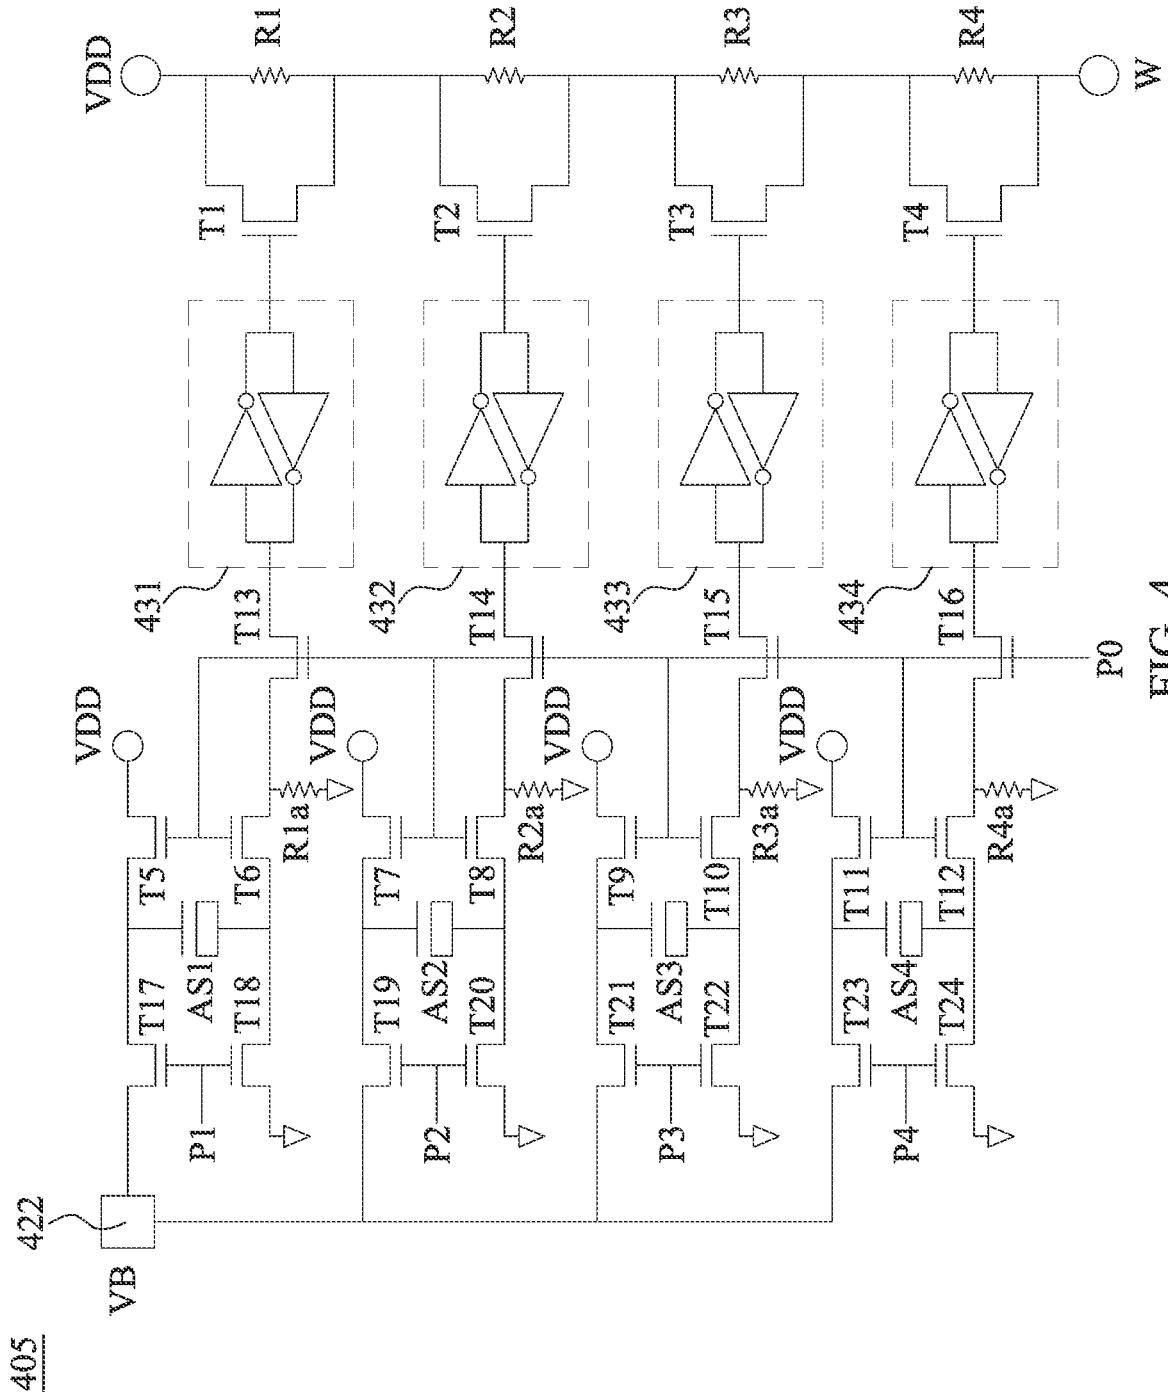 405
VB
422
P1
P2
P3
P4
T17
T18
T19
T20
T21
T22
T23
T24
AS1
AS2
AS3
AS4
T5
T6
T7
T8
T9
T10
T11
T12
VDD
VDD
VDD
VDD
R1a
R2a
R3a
R4a
P0
T13
T14
T15
T16
431
432
433
434
T1
T2
T3
T4
VDD
R1
R2
R3
R4
W